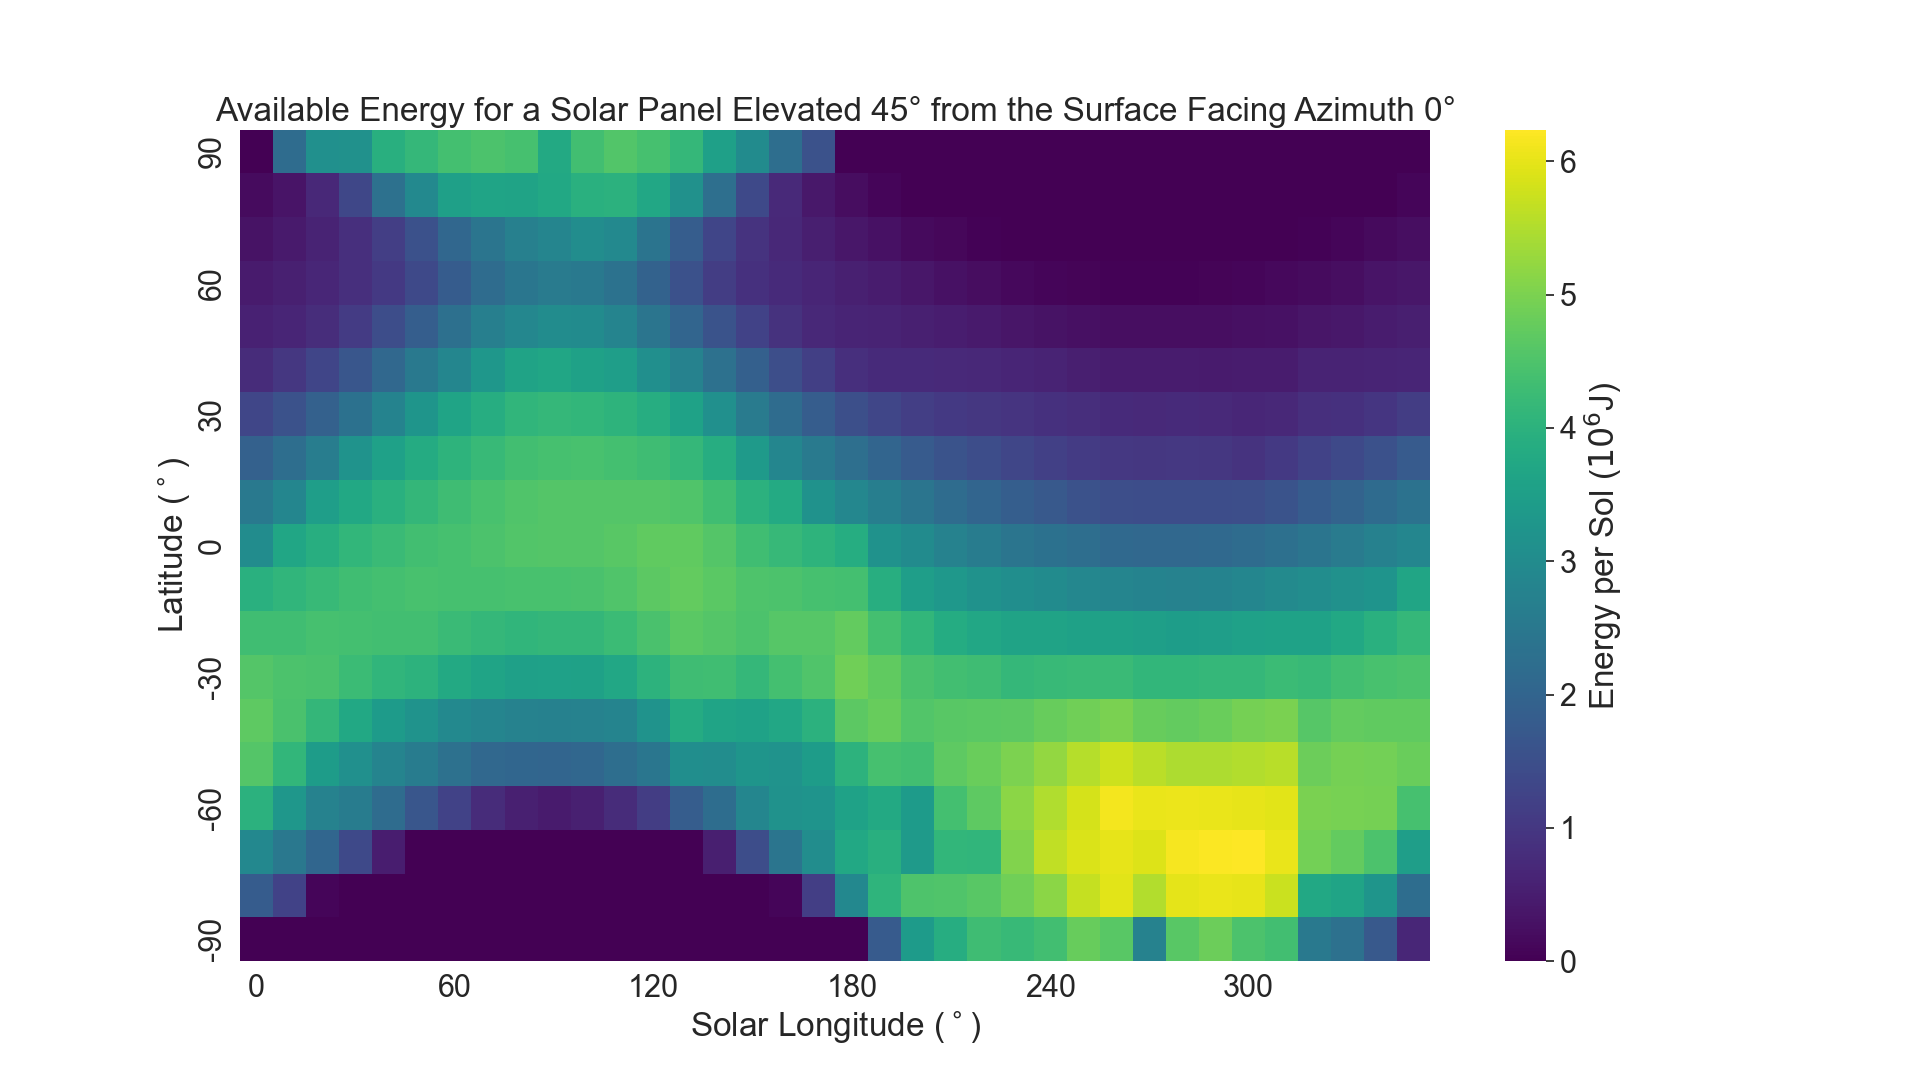 Available Energy for a Solar Panel Elevated 45° from the Surface Facing Azimuth 0°
90
60
30
0
-30
-60
-90
Latitude (°)
0 60 120 180 240 300
Solar Longitude (°)
6
5
4
3
2
1
0
Energy per Sol (10⁶J)